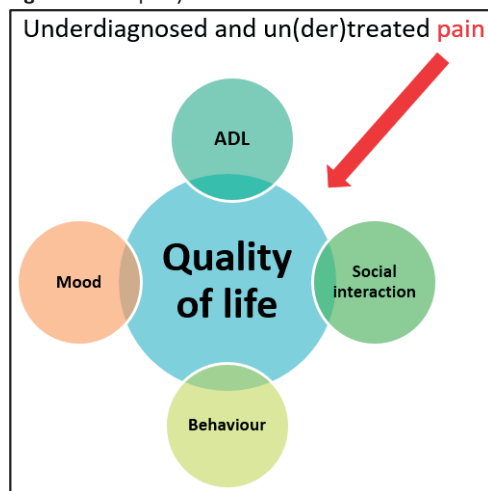 Underdiagnosed and un(der)treated pain
ADL
Quality
of life
Mood
Social
interaction
Behaviour